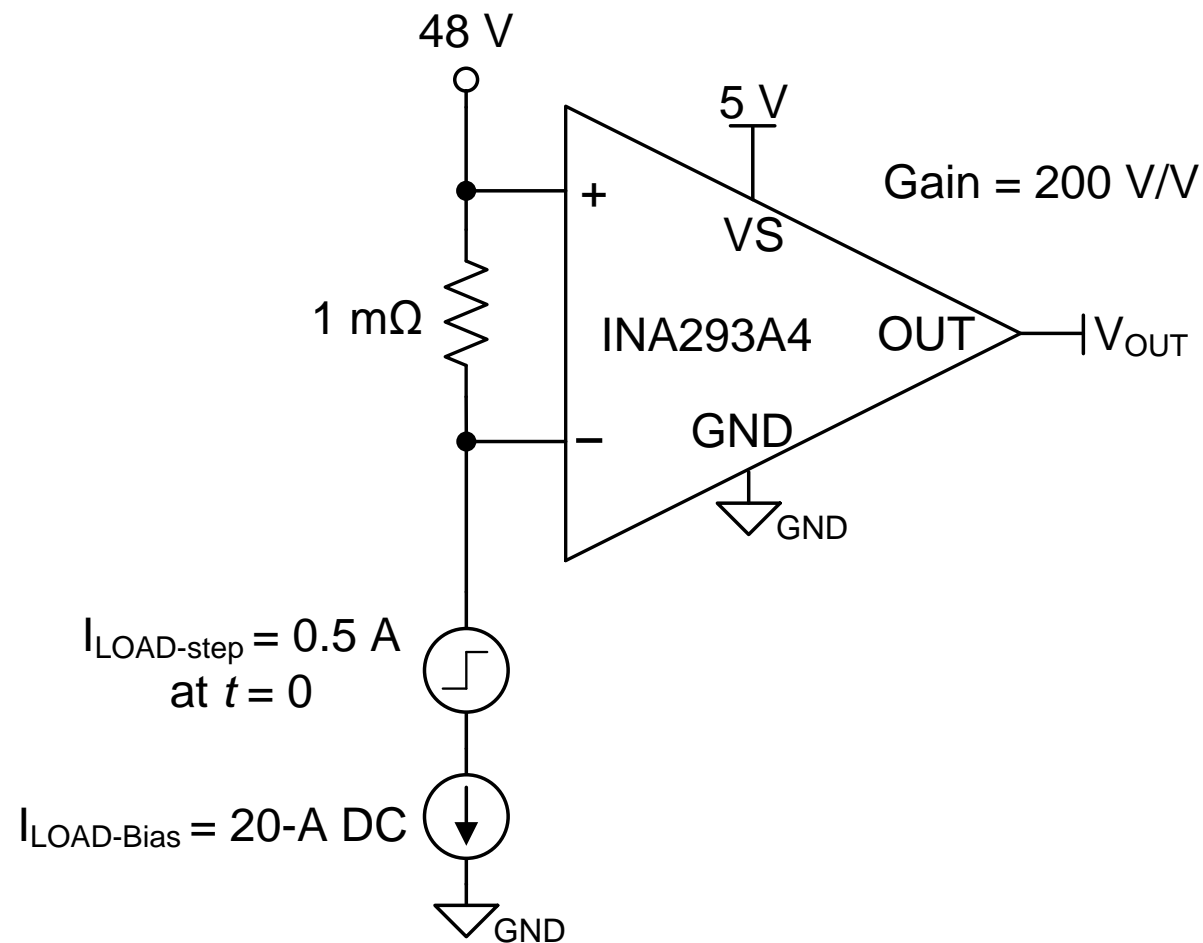 48 V
5 V
Gain = 200 V/V
+
VS
1 mΩ
INA293A4
OUT
VOUT
GND
−
GND
ILOAD-step = 0.5 A
at t = 0
ILOAD-Bias = 20-A DC
GND